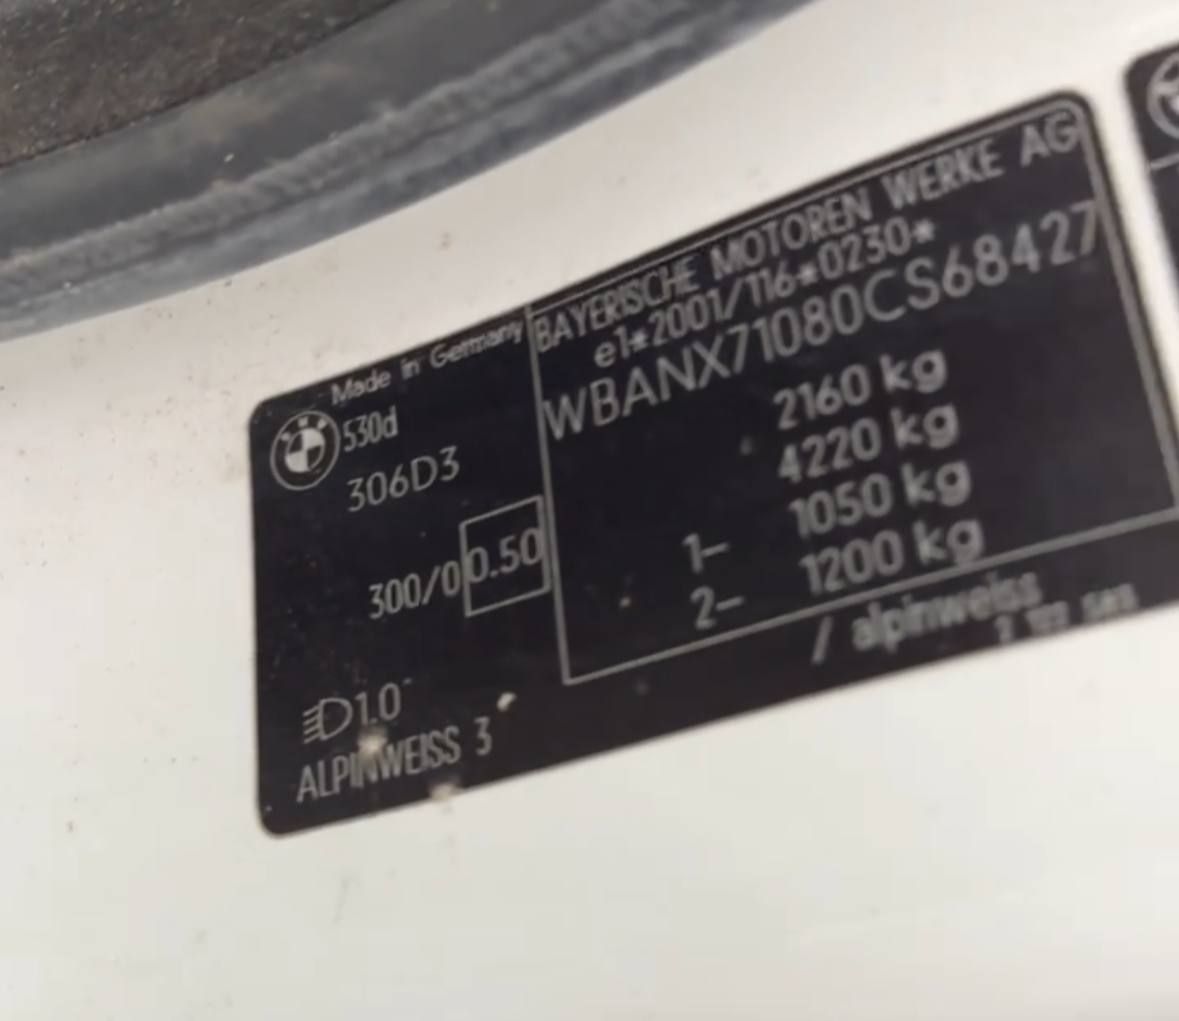 Made in Germany
530d
306D3
300/0 0.50
1.0
ALPINWEISS 3
BAYERISCHE MOTOREN WERKE AG
e1*2001/116*0230*
WBANX71080CS68427
2160 kg
4220 kg
1- 1050 kg
2- 1200 kg
/ alpinweiss